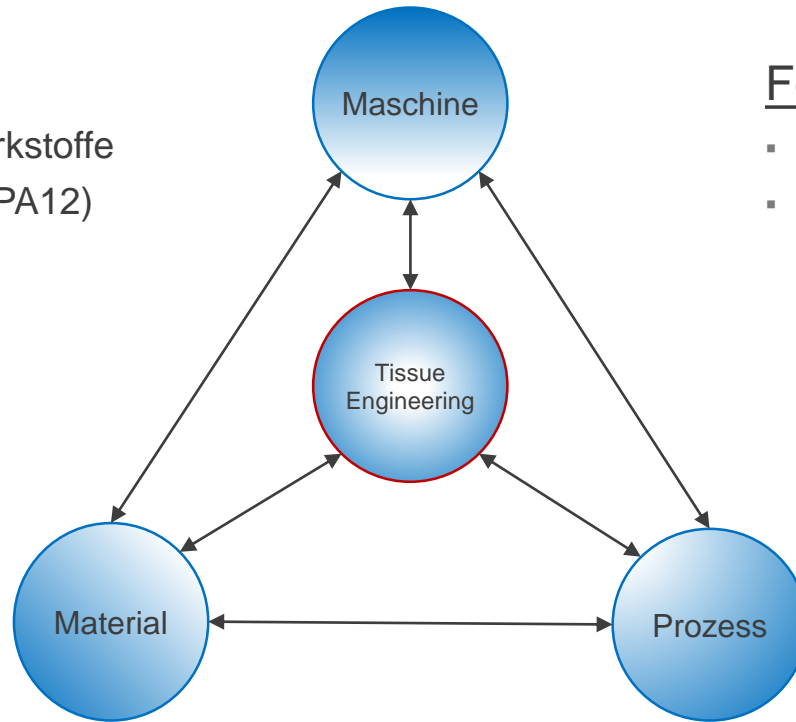 Maschine
rkstoffe
PA12)
Tissue
Engineering
Material
Prozess